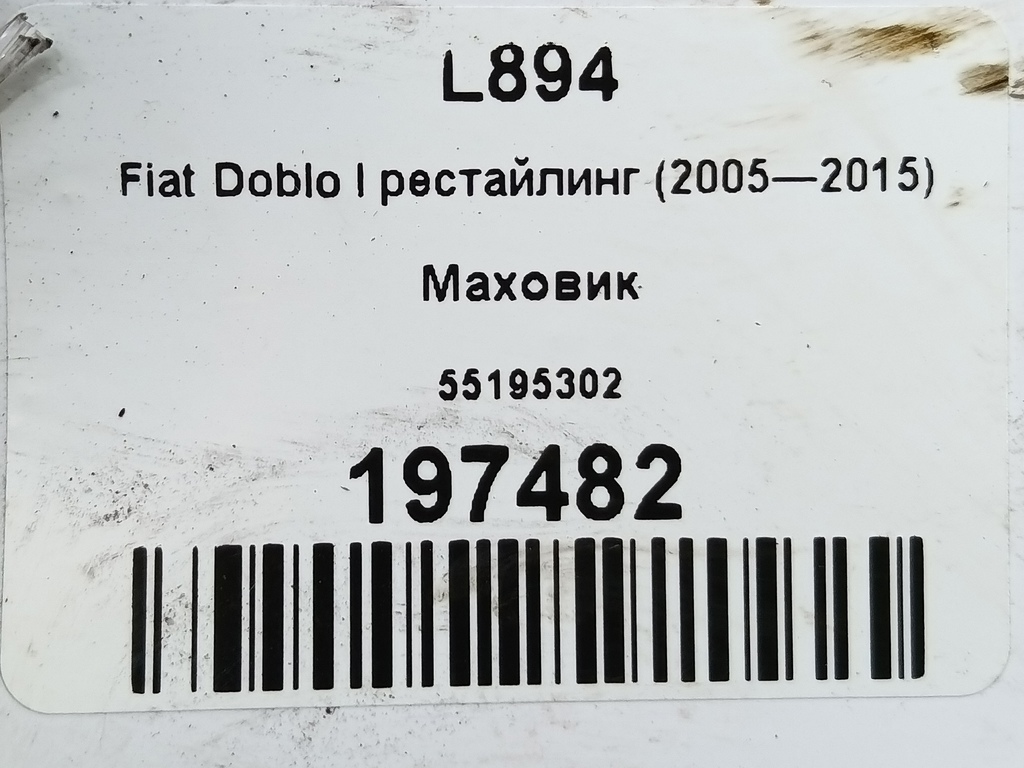 L894
Fiat Doblo I рестайлинг (2005—2015)
Маховик
55195302
197482